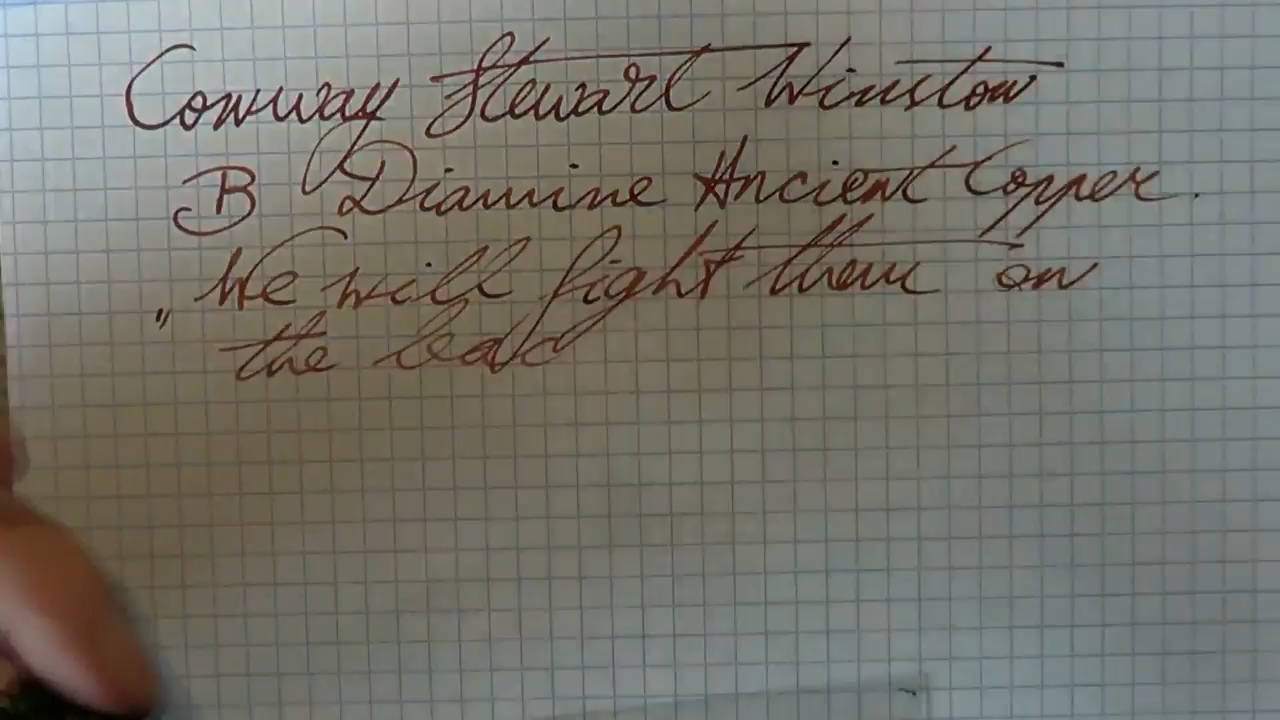 Conway Stewart Winston
B Diamine Ancient Copper.
„We will fight them on
the